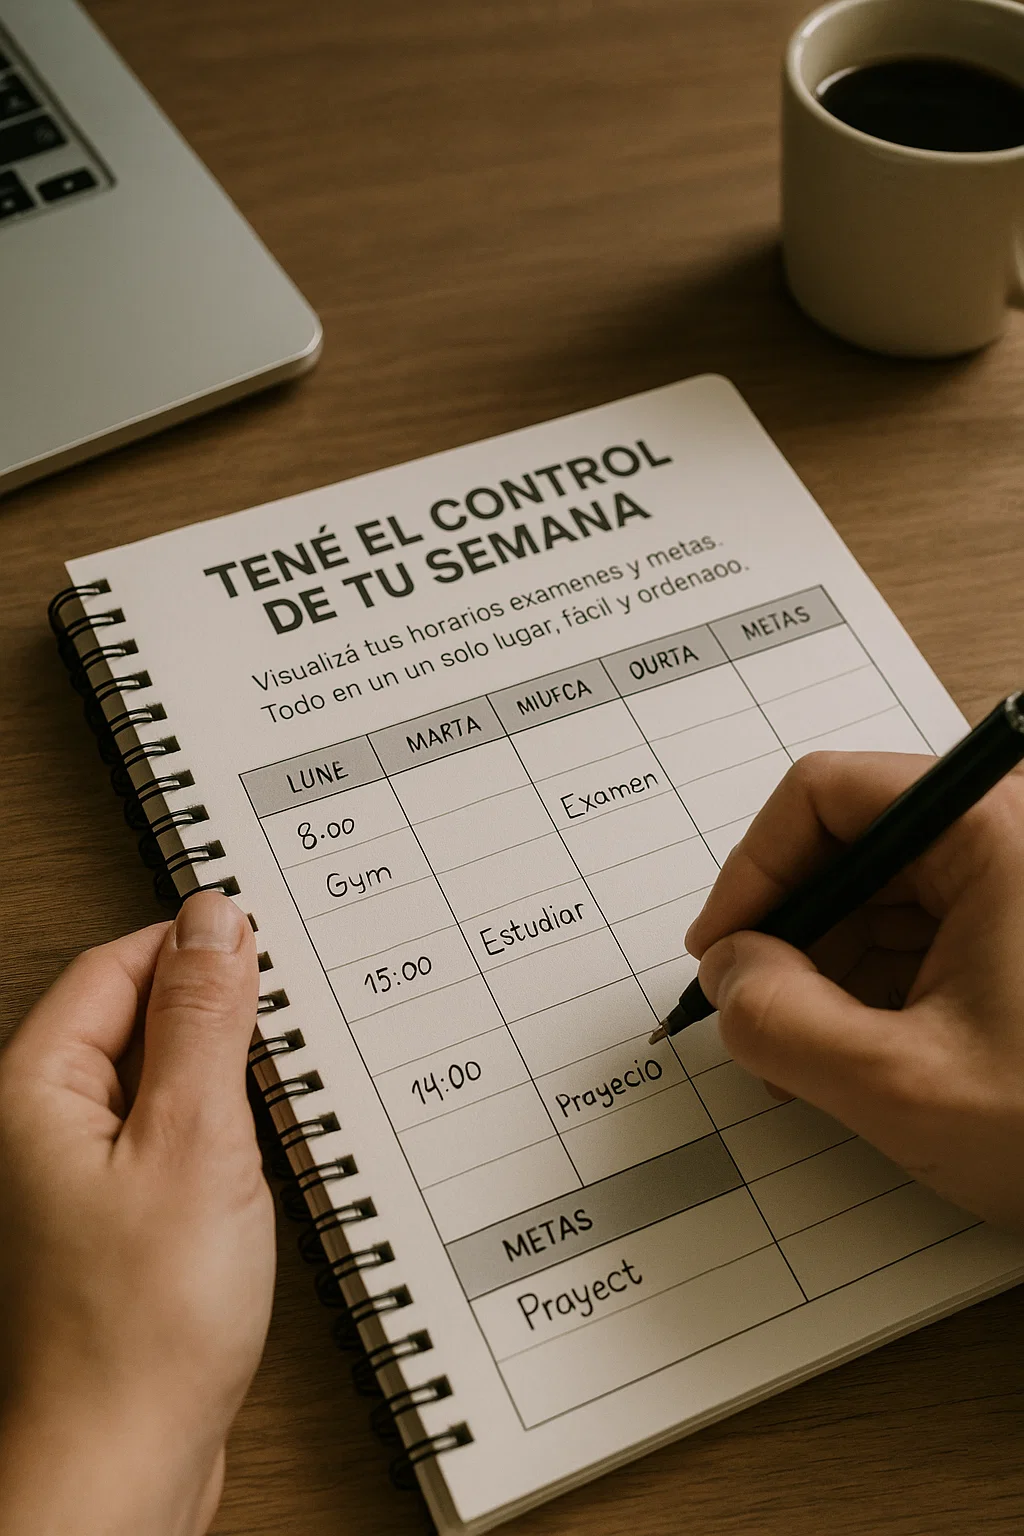 TENÉ EL CONTROL
DE TU SEMANA
Visualizá tus horarios examenes y metas.
Todo en un un solo lugar, fácil y ordenaoo.
LUNE MARTA MIUFCA OURTA METAS
8.00
Examen
Gym
Estudiar
15:00
14:00
Prayecio
METAS
Prayect